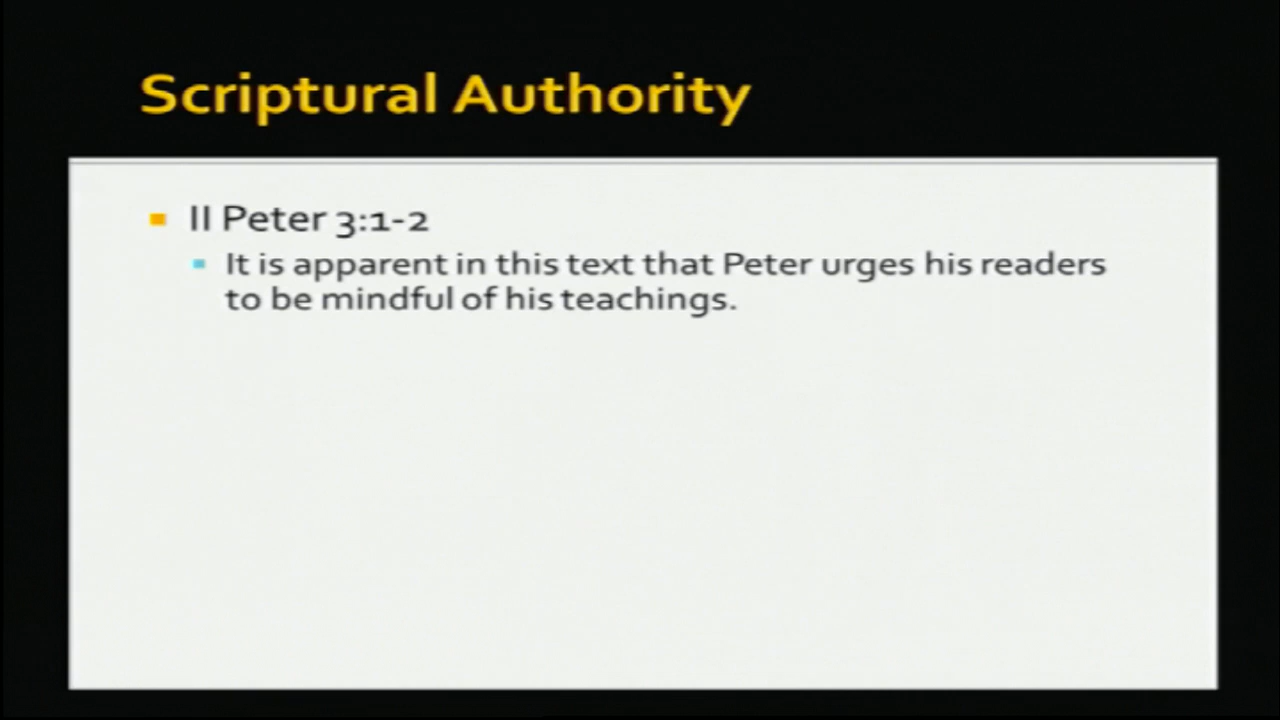 Scriptural Authority
II Peter 3:1-2
It is apparent in this text that Peter urges his readers
to be mindful of his teachings.